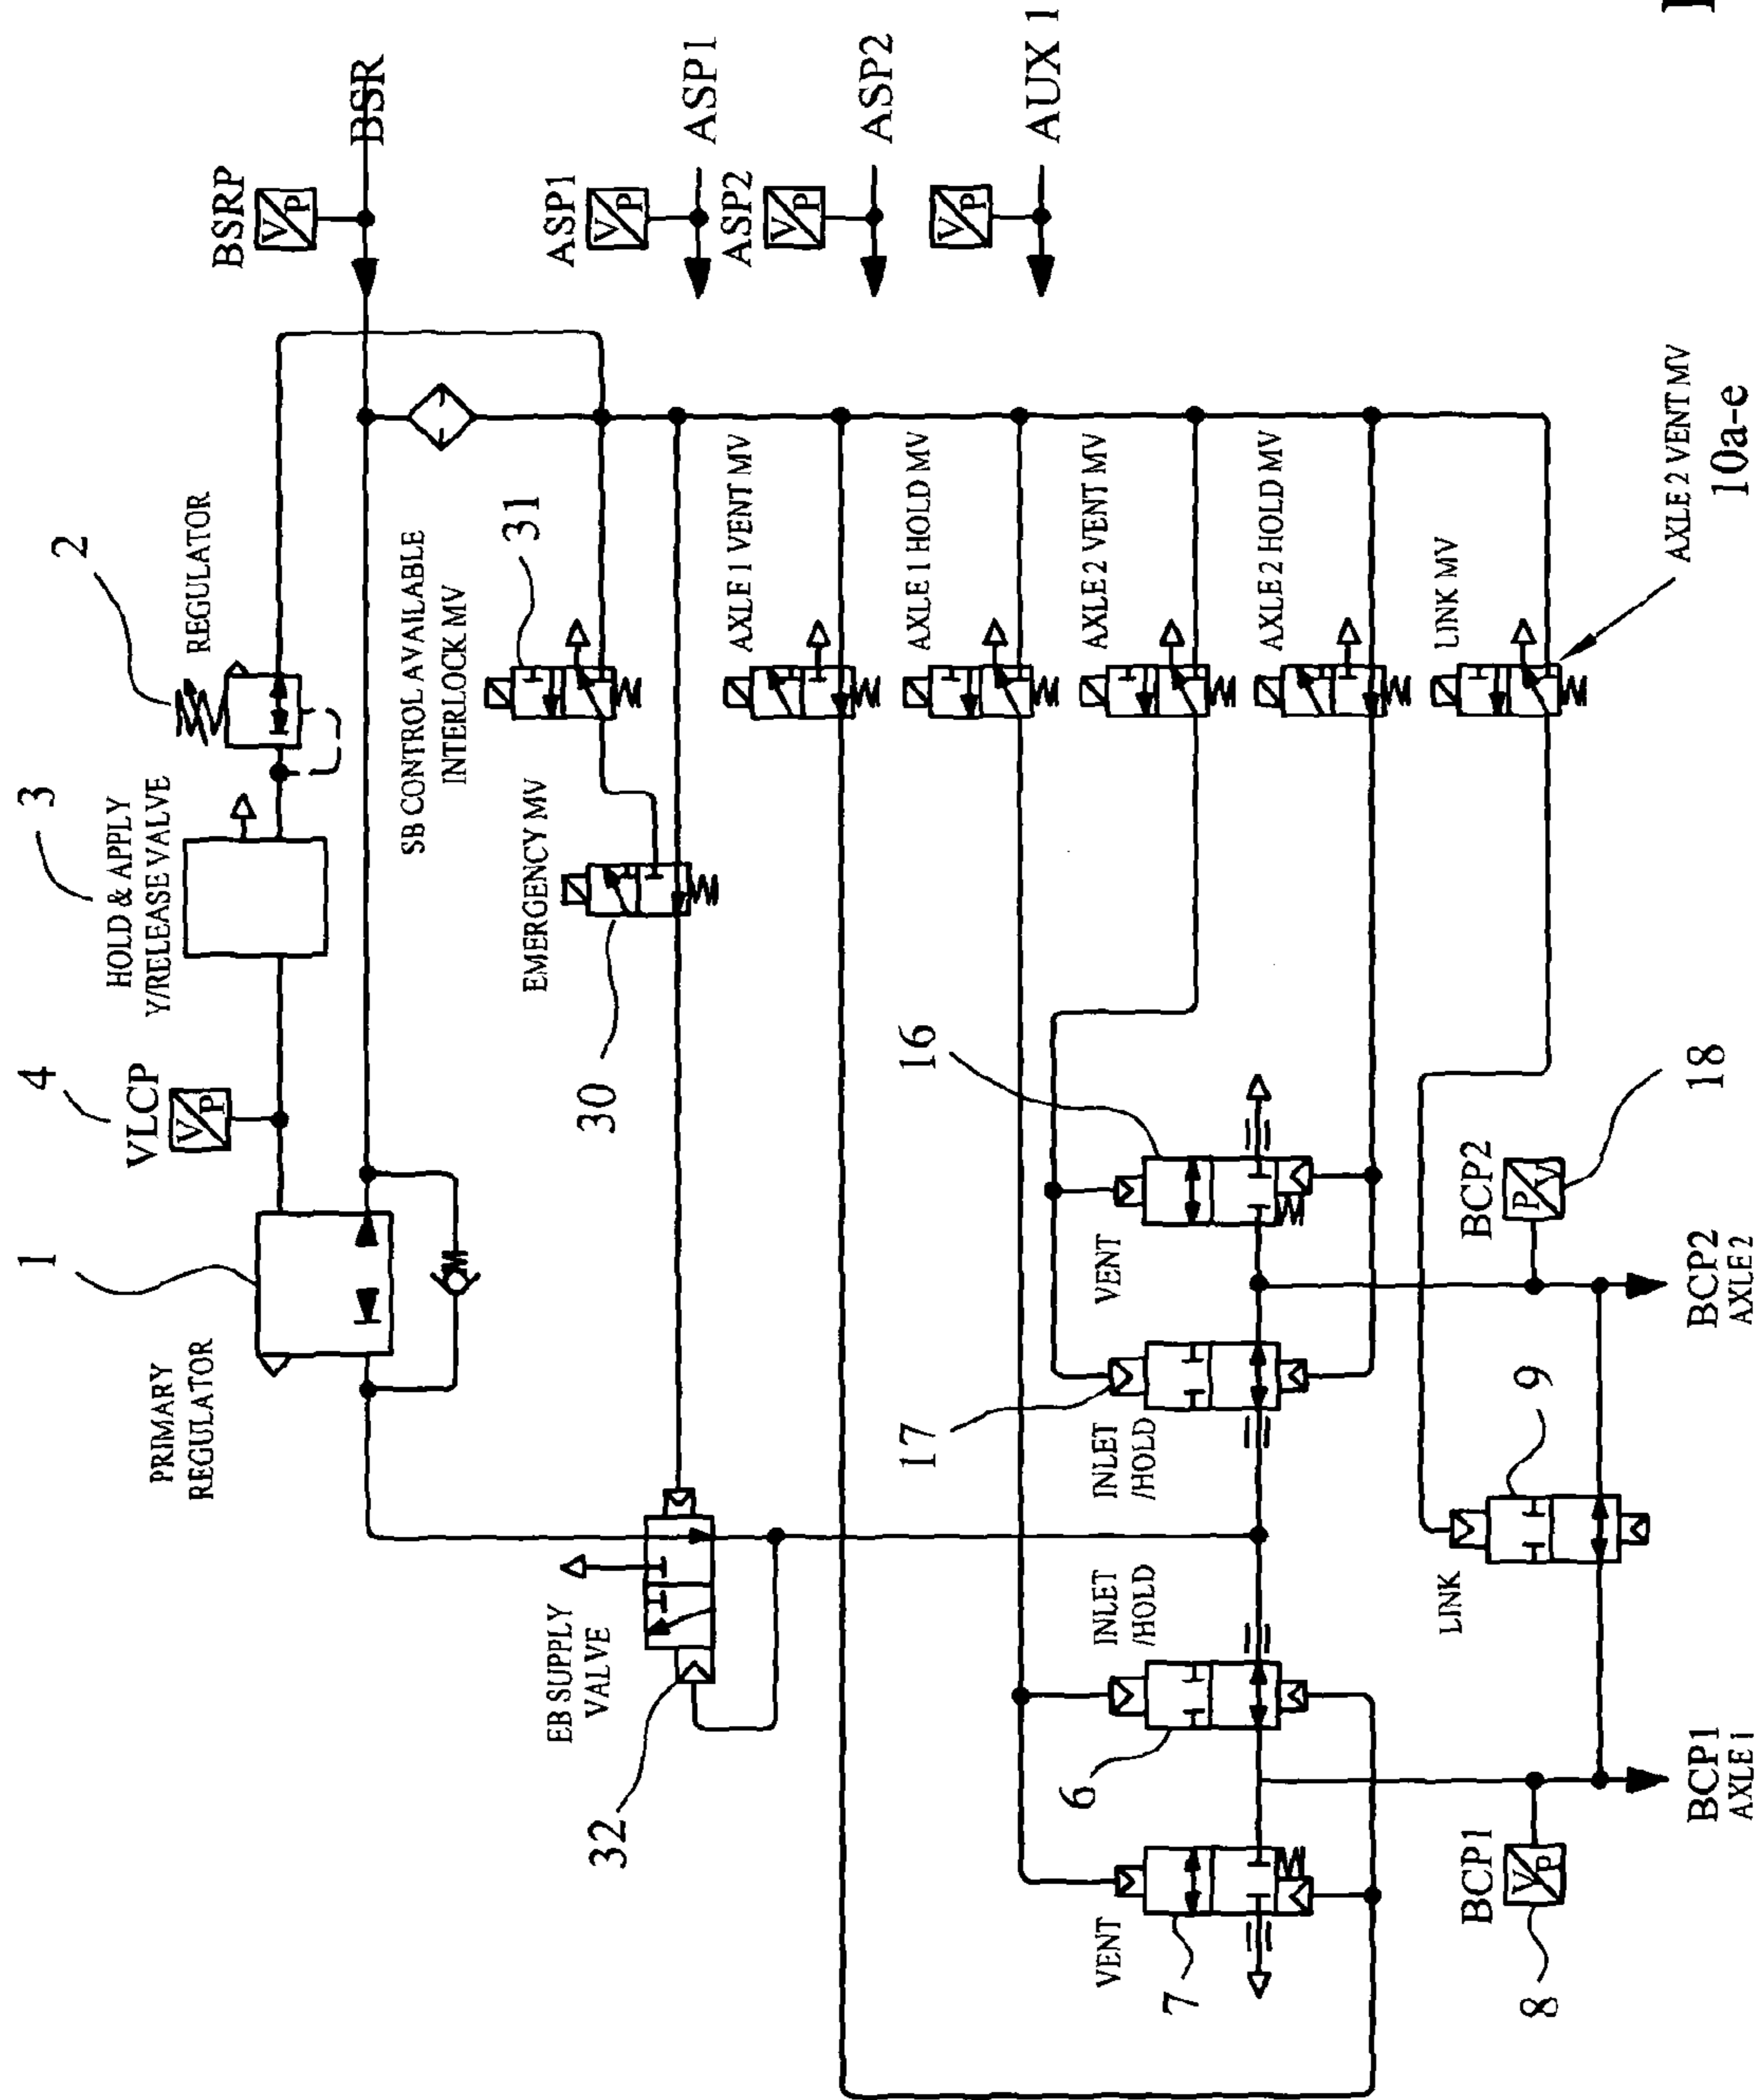 1
2
3
4
BSRP
V/P
BSR
PRIMARY
REGULATOR
VLCP
V/P
HOLD & APPLY
Y/RELEASE VALVE
REGULATOR
SB CONTROL AVAILABLE
INTERLOCK MV
31
EMERGENCY MV
30
EB SUPPLY
VALVE
32
ASP1
V/P
ASP1
ASP2
V/P
ASP2
V/P
AUX 1
AXLE 1 VENT MV
AXLE 1 HOLD MV
AXLE 2 VENT MV
AXLE 2 HOLD MV
LINK MV
AXLE 2 VENT MV
10a-e
VENT
7
INLET
/HOLD
6
INLET
/HOLD
17
VENT
16
LINK
9
BCP1
V/P
8
BCP1
AXLE 1
BCP2
P/V
18
BCP2
AXLE 2